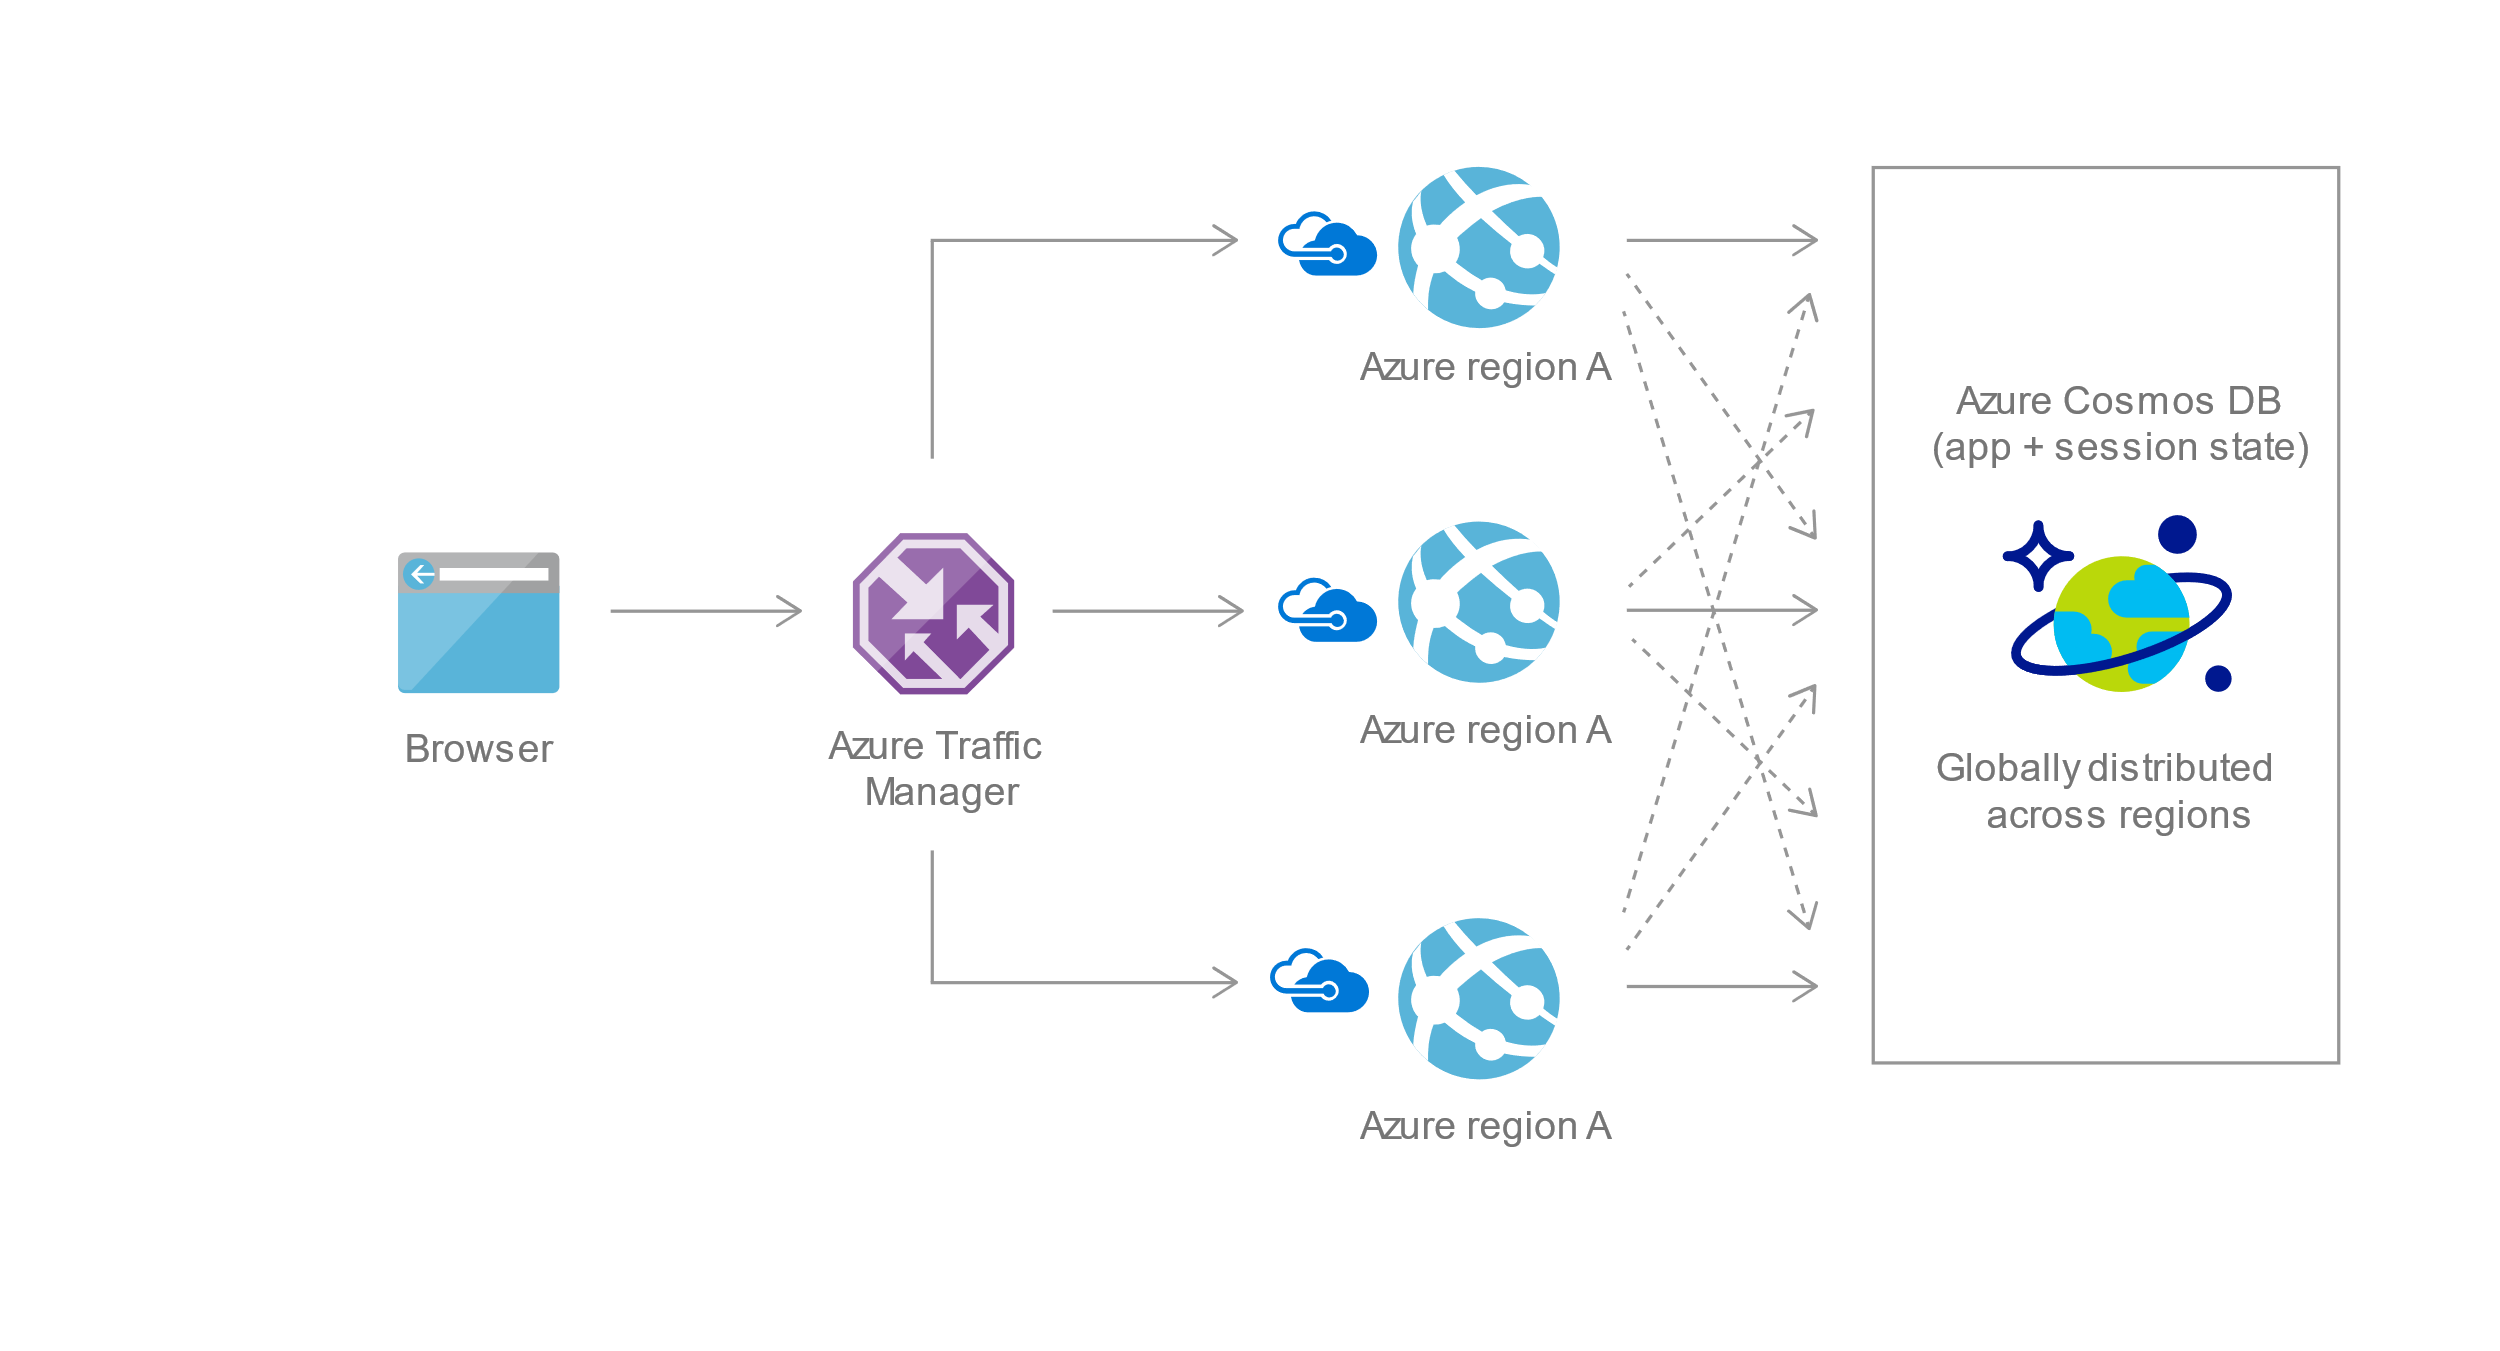 Browser
Azure Traffic
Manager
Azure region A
Azure region A
Azure region A
Azure Cosmos DB
(app + session state)
Globally distributed
across regions